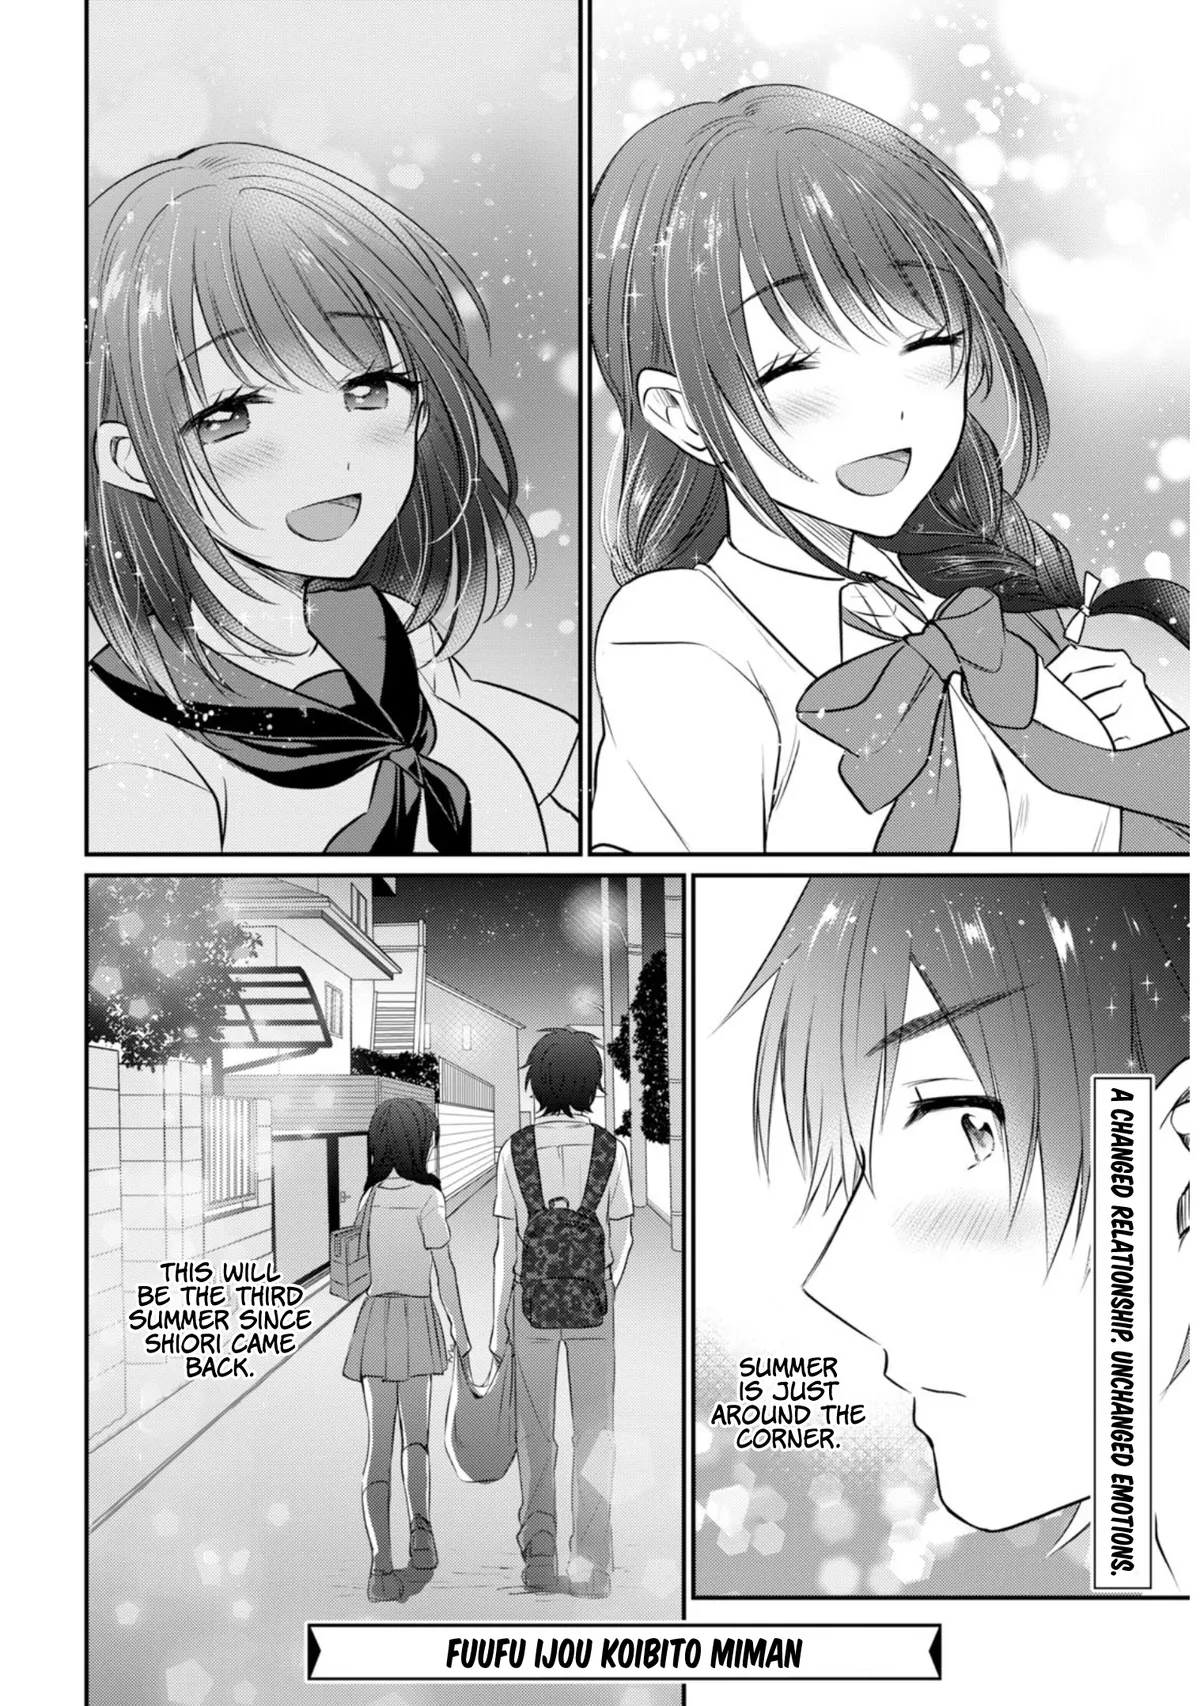 SUMMER
IS JUST
AROUND THE
CORNER.
A CHANGED RELATIONSHIP. UNCHANGED EMOTIONS.
THIS WILL
BE THE THIRD
SUMMER SINCE
SHIORI CAME
BACK.
FUUFU IJOU KOIBITO MIMAN